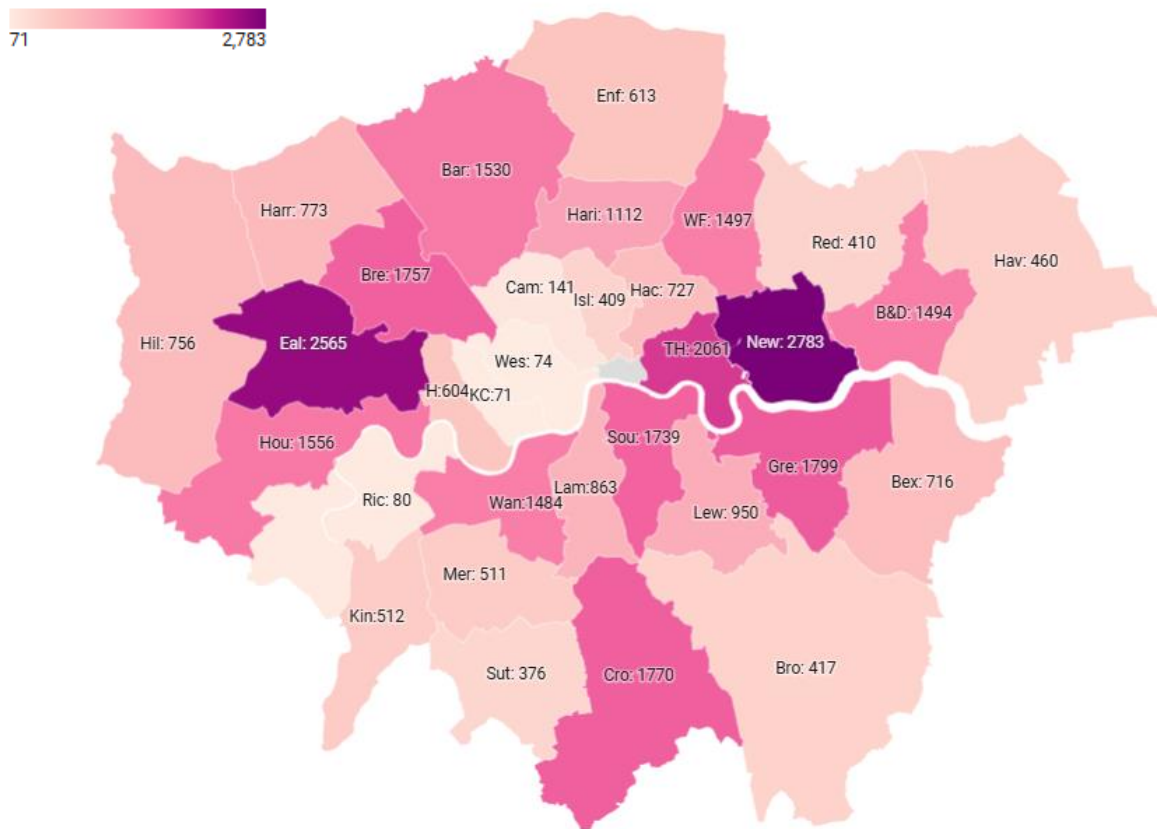 71 2,783
Enf: 613
Bar: 1530
Harr: 773
Hari: 1112
WF: 1497
Red: 410
Hav: 460
Bre: 1757
Cam: 141
Isl: 409
Hac: 727
B&D: 1494
Hil: 756
Eal: 2565
Wes: 74
TH: 2061
New: 2783
H:604
KC:71
Hou: 1556
Sou: 1739
Gre: 1799
Ric: 80
Wan:1484
Lam:863
Lew: 950
Bex: 716
Mer: 511
Kin:512
Sut: 376
Cro: 1770
Bro: 417